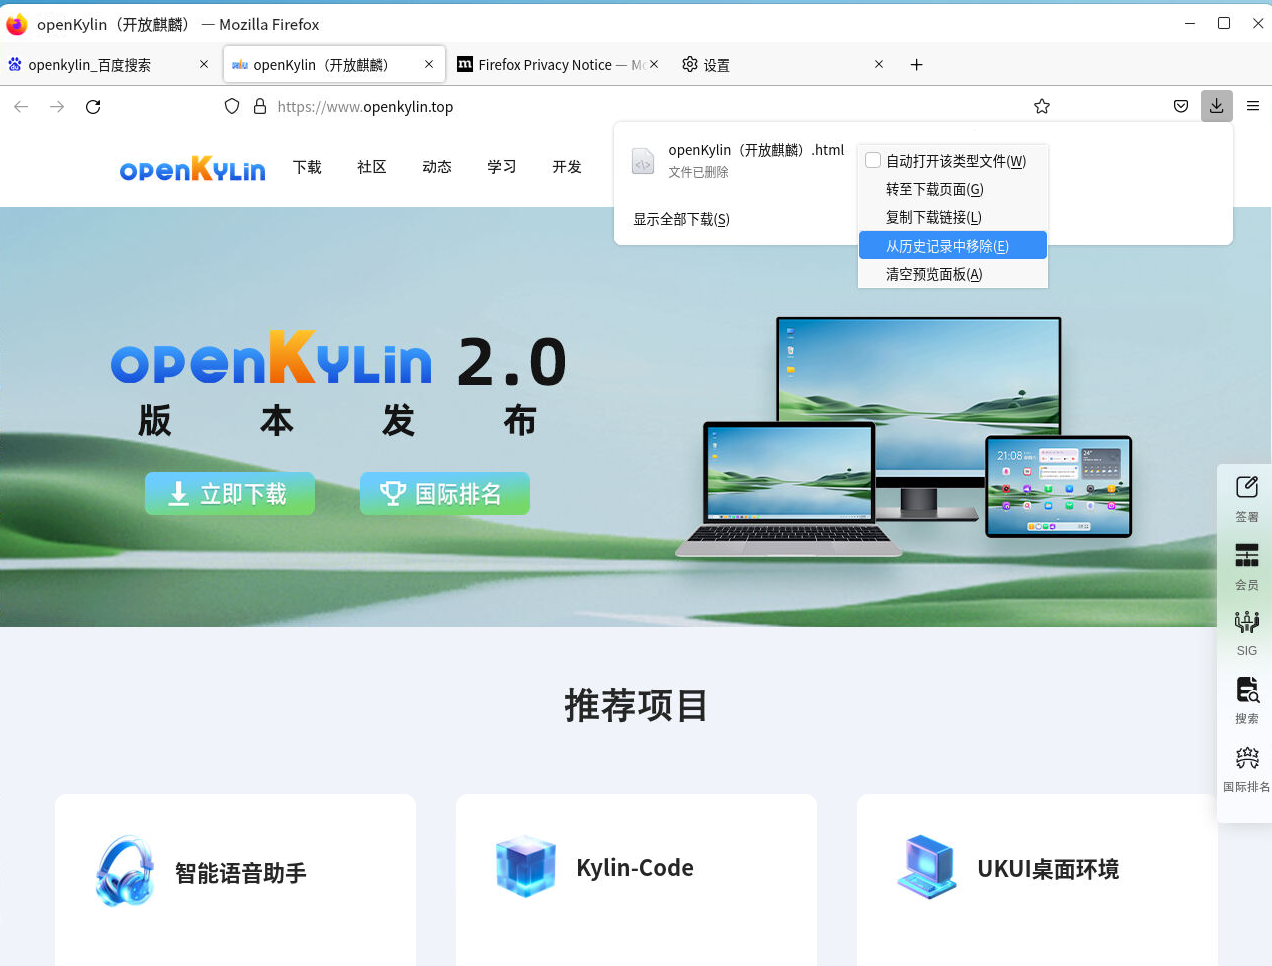 openKylin（开放麒麟） — Mozilla Firefox
openkylin_百度搜索
openKylin（开放麒麟）
Firefox Privacy Notice — Mo
设置
https://www.openkylin.top
openKylin
下载
社区
动态
学习
开发
openKylin（开放麒麟）.html
文件已删除
显示全部下载(S)
自动打开该类型文件(W)
转至下载页面(G)
复制下载链接(L)
从历史记录中移除(E)
清空预览面板(A)
openKylin 2.0
版本发布
立即下载
国际排名
21:08
24°
签署
会员
SIG
搜索
国际排名
推荐项目
智能语音助手
Kylin-Code
UKUI桌面环境